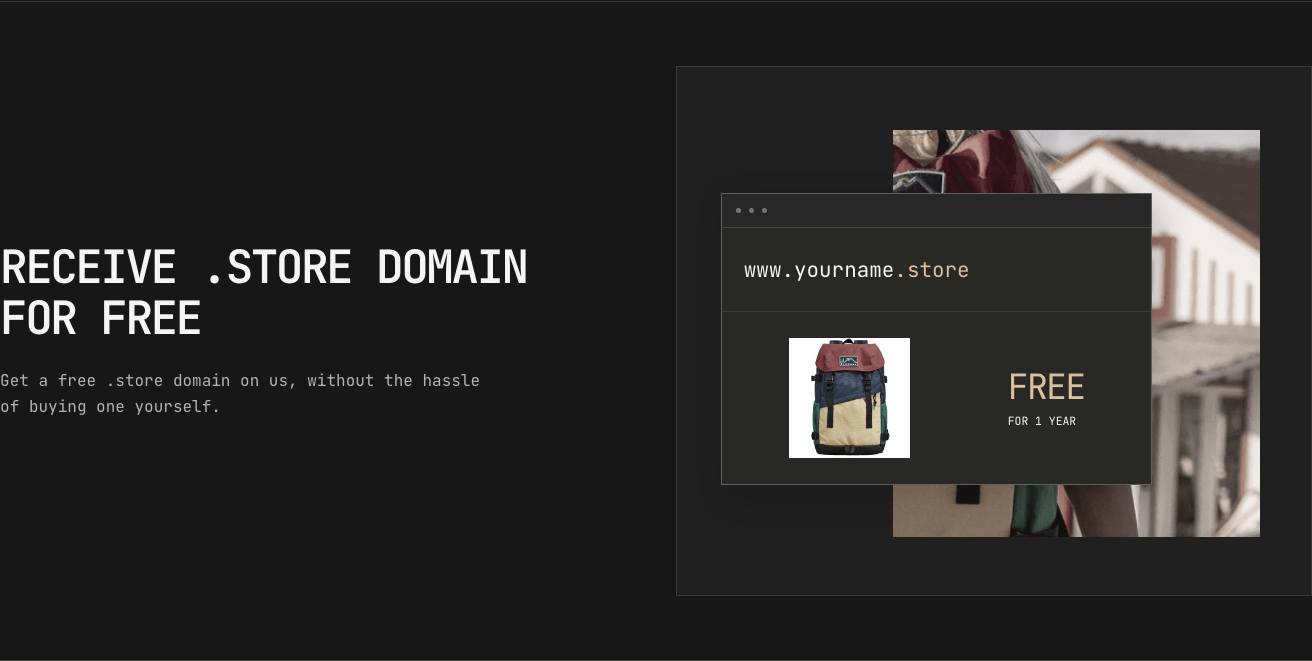 RECEIVE .STORE DOMAIN
FOR FREE
Get a free .store domain on us, without the hassle
of buying one yourself.
www.yourname.store
FREE
FOR 1 YEAR